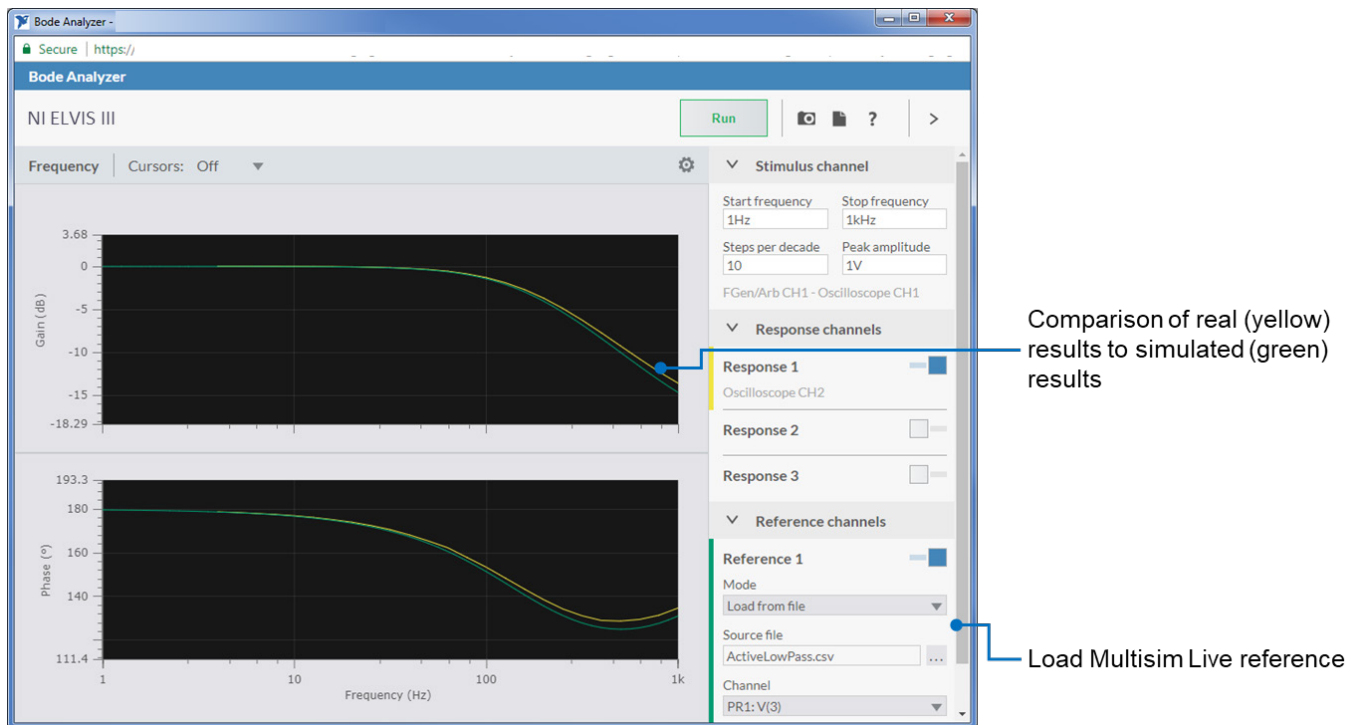 Bode Analyzer -
Secure | https://
Bode Analyzer
NI ELVIS III
Run
?
>
Frequency
Cursors: Off
Stimulus channel
Start frequency
Stop frequency
1Hz
1kHz
Steps per decade
Peak amplitude
10
1V
FGen/Arb CH1 - Oscilloscope CH1
Response channels
Response 1
Oscilloscope CH2
Response 2
Response 3
Reference channels
Reference 1
Mode
Load from file
Source file
ActiveLowPass.csv
...
Channel
PR1: V(3)
3.68
0
-5
-10
-15
-18.29
Gain (dB)
193.3
180
160
140
111.4
Phase (°)
1
10
100
1k
Frequency (Hz)
Comparison of real (yellow)
results to simulated (green)
results
Load Multisim Live reference